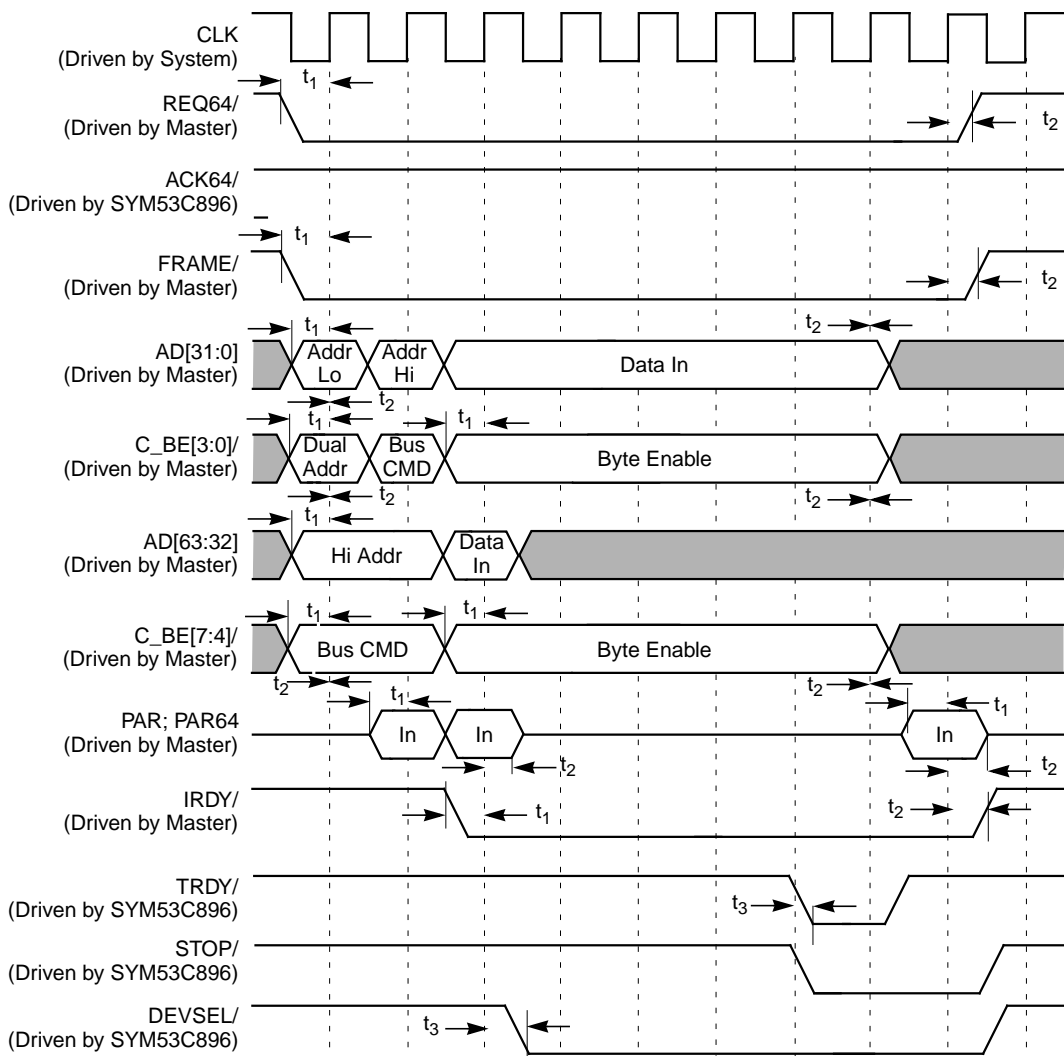 CLK
(Driven by System)
t1
REQ64/
(Driven by Master)
t2
ACK64/
(Driven by SYM53C896)
t1
FRAME/
(Driven by Master)
t2
t1
t2
AD[31:0]
(Driven by Master)
Addr
Lo
Addr
Hi
Data In
t2
t1
t1
C_BE[3:0]/
(Driven by Master)
Dual
Addr
Bus
CMD
Byte Enable
t2
t2
t1
AD[63:32]
(Driven by Master)
Hi Addr
Data
In
t1
t1
C_BE[7:4]/
(Driven by Master)
Bus CMD
Byte Enable
t2
t2
t1
t1
PAR; PAR64
(Driven by Master)
In
In
In
t2
t2
IRDY/
(Driven by Master)
t1
t2
TRDY/
(Driven by SYM53C896)
t3
STOP/
(Driven by SYM53C896)
DEVSEL/
(Driven by SYM53C896)
t3